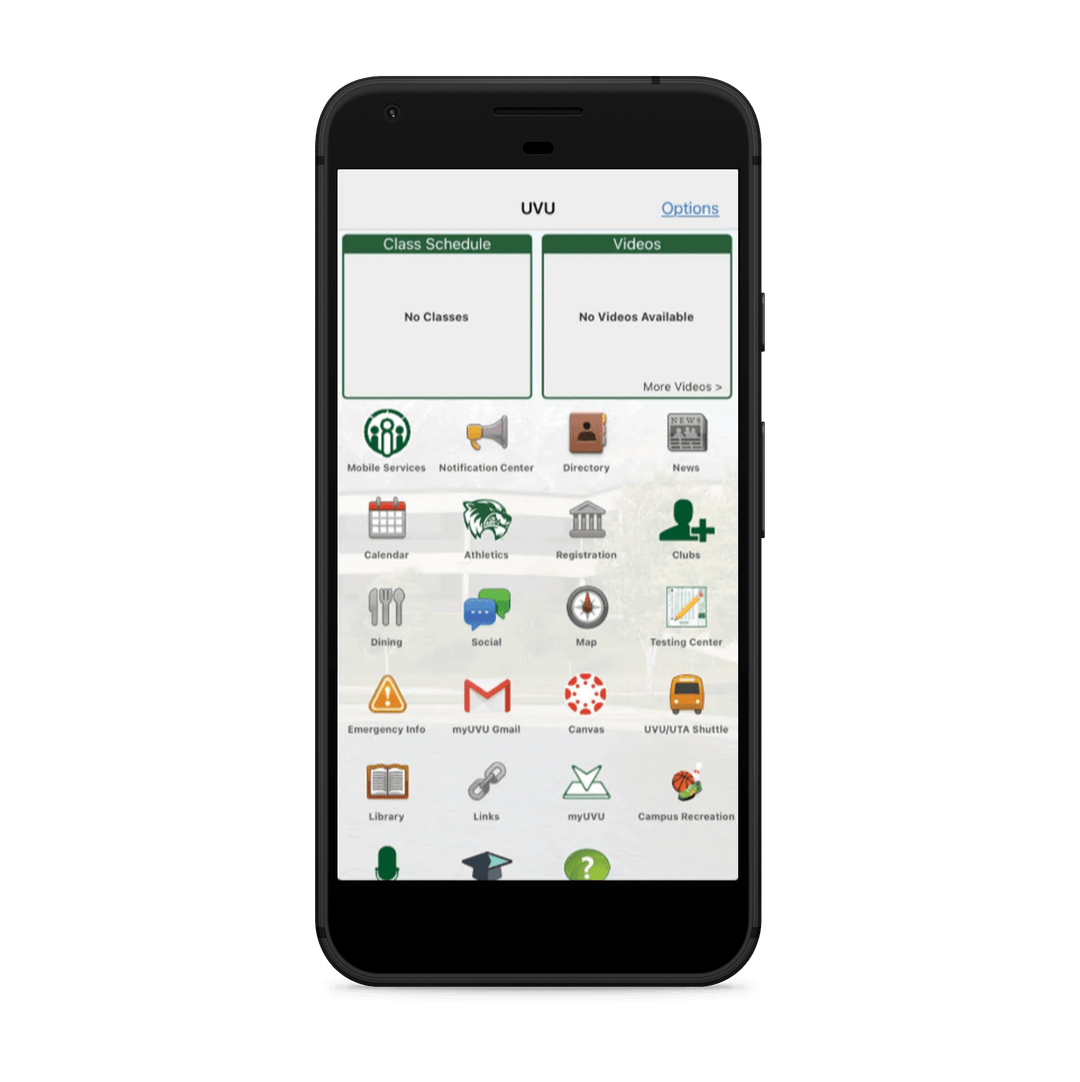 UVU
Options
Class Schedule
Videos
No Classes
No Videos Available
More Videos >
NEWS
Mobile Services
Notification Center
Directory
News
Calendar
Athletics
Registration
Clubs
Dining
Social
Map
Testing Center
Emergency Info
myUVU Gmail
Canvas
UVU/UTA Shuttle
Library
Links
myUVU
Campus Recreation
?